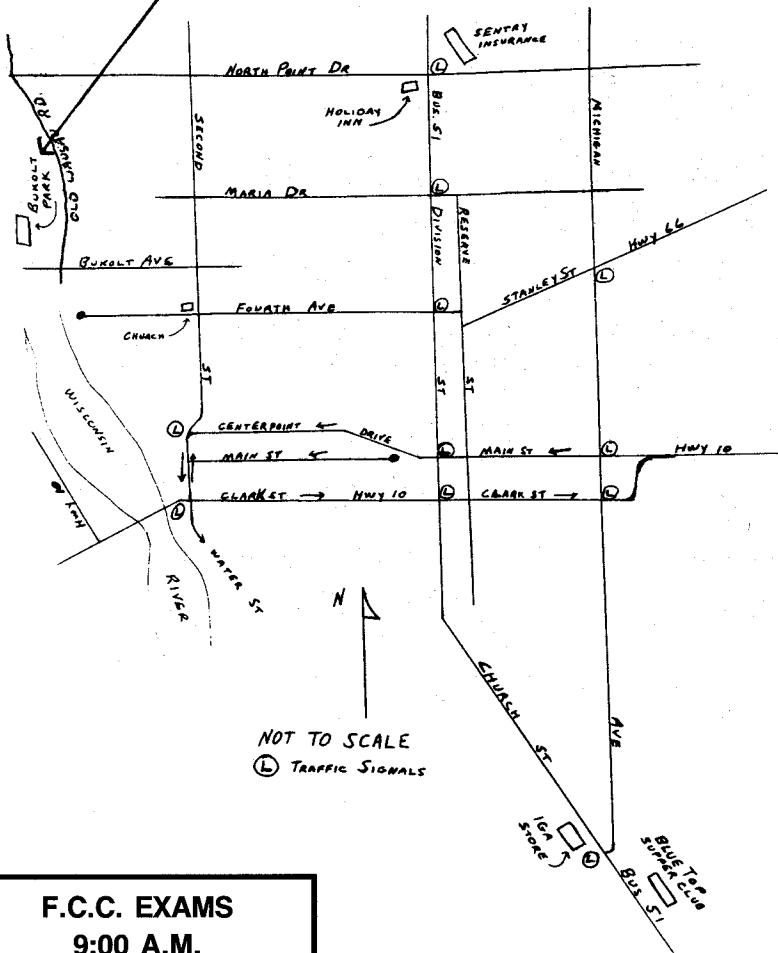 SENTRY
INSURANCE
NORTH POINT DR
L
HOLIDAY
INN
BUS. 51
MICHIGAN
SECOND
OLD WAUSAU RD.
BUKOLT
PARK
MARIA DR
L
DIVISION
RESERVE
HWY 66
STANLEY ST
L
BUKOLT AVE
FOURTH AVE
L
CHURCH
ST
ST
ST
WISCONSIN
L
CENTERPOINT
DRIVE
MAIN ST
L
MAIN ST
L
HWY 10
CLARK ST
HWY 10
L
CLARK ST
L
L
HWY 10
WATER ST
RIVER
N
CHURCH ST
AVE
NOT TO SCALE
L TRAFFIC SIGNALS
IGA
STORE
L
BLUE TOP
SUPPER CLUB
BUS 51
F.C.C. EXAMS
9:00 A.M.